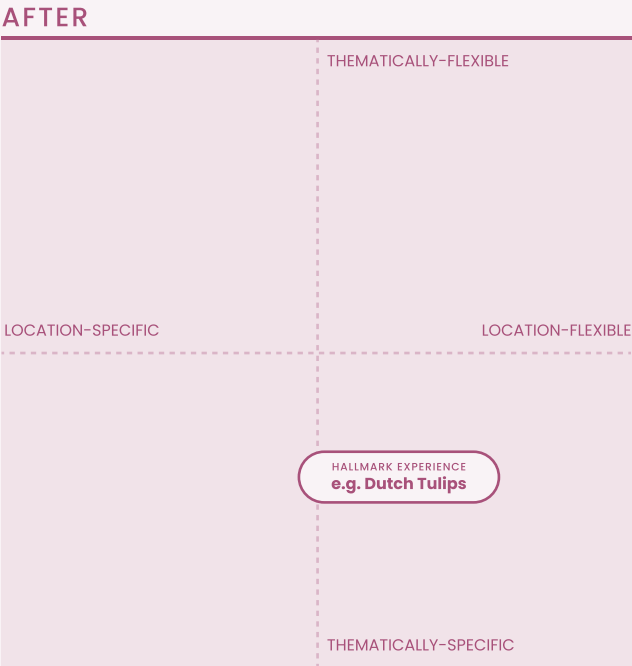 AFTER
THEMATICALLY-FLEXIBLE
LOCATION-SPECIFIC
LOCATION-FLEXIBLE
HALLMARK EXPERIENCE
e.g. Dutch Tulips
THEMATICALLY-SPECIFIC